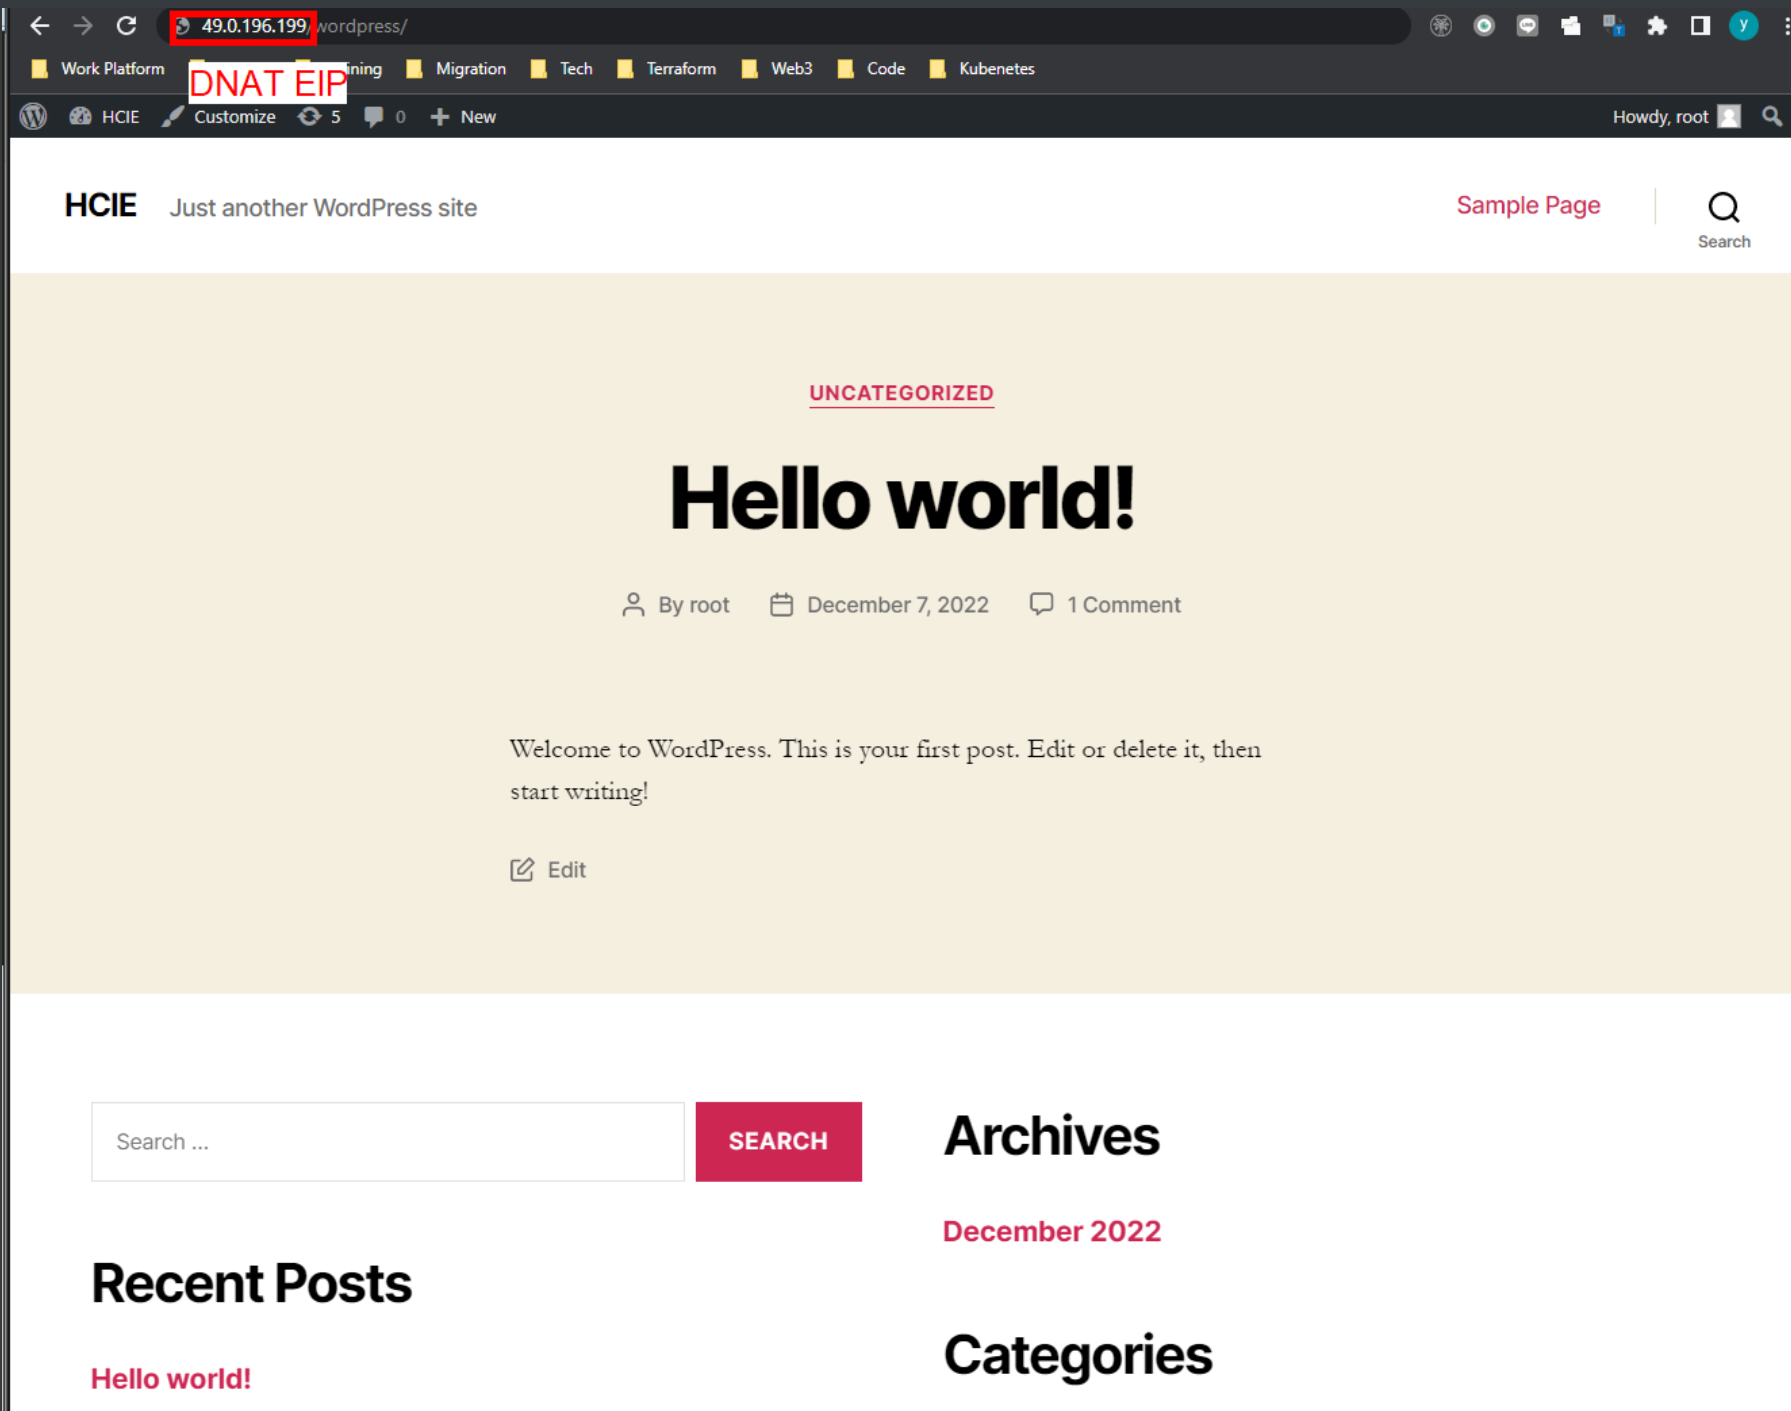 49.0.196.199/wordpress/
Work Platform
ining
Migration
Tech
Terraform
Web3
Code
Kubenetes
DNAT EIP
HCIE
Customize
5
0
New
Howdy, root
HCIE
Just another WordPress site
Sample Page
Search
UNCATEGORIZED
Hello world!
By root
December 7, 2022
1 Comment
Welcome to WordPress. This is your first post. Edit or delete it, then
start writing!
Edit
Search ...
SEARCH
Archives
December 2022
Recent Posts
Categories
Hello world!